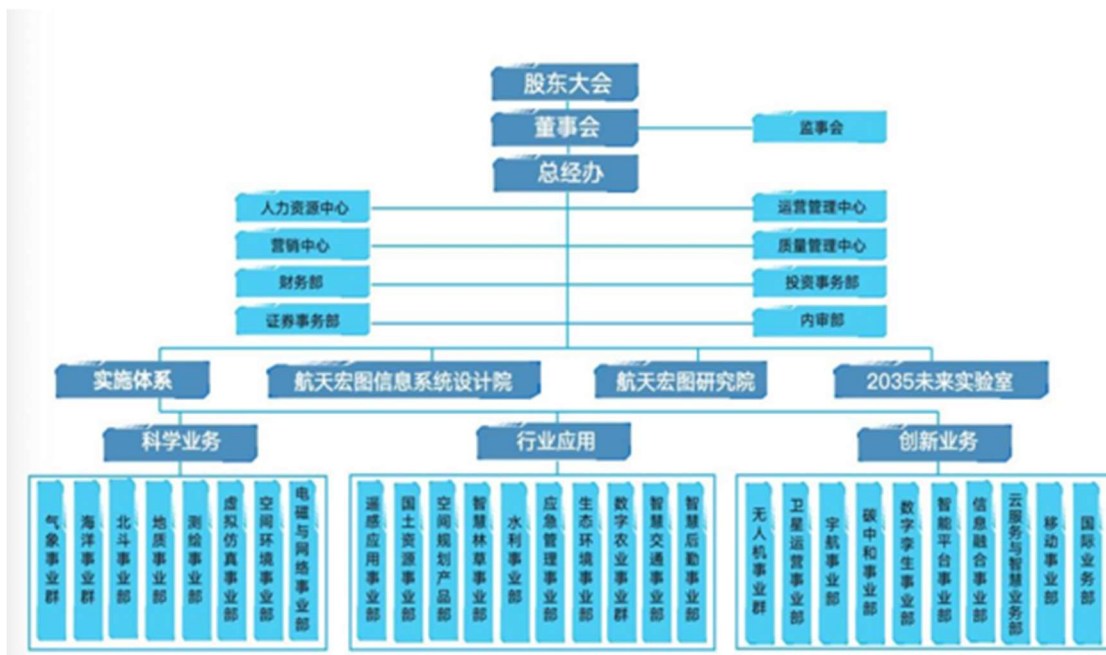 股东大会
董事会
监事会
总经办
人力资源中心
运营管理中心
营销中心
质量管理中心
财务部
投资事务部
证券事务部
内审部
实施体系
航天宏图信息系统设计院
航天宏图研究院
2035未来实验室
科学业务
行业应用
创新业务
气象事业群
海洋事业群
北斗事业部
地质事业部
测绘事业部
虚拟仿真事业部
空间环境事业部
电磁与网络事业部
遥感应用事业部
国土资源事业部
空间规划产品部
智慧林草事业部
水利事业部
应急管理事业部
生态环境事业部
数字农业事业群
智慧交通事业部
智慧后勤事业部
无人机事业群
卫星运营事业部
宇航事业部
碳中和事业部
数字孪生事业部
智能平台事业部
信息融合事业部
云服务与智慧业务部
移动事业部
国际业务部